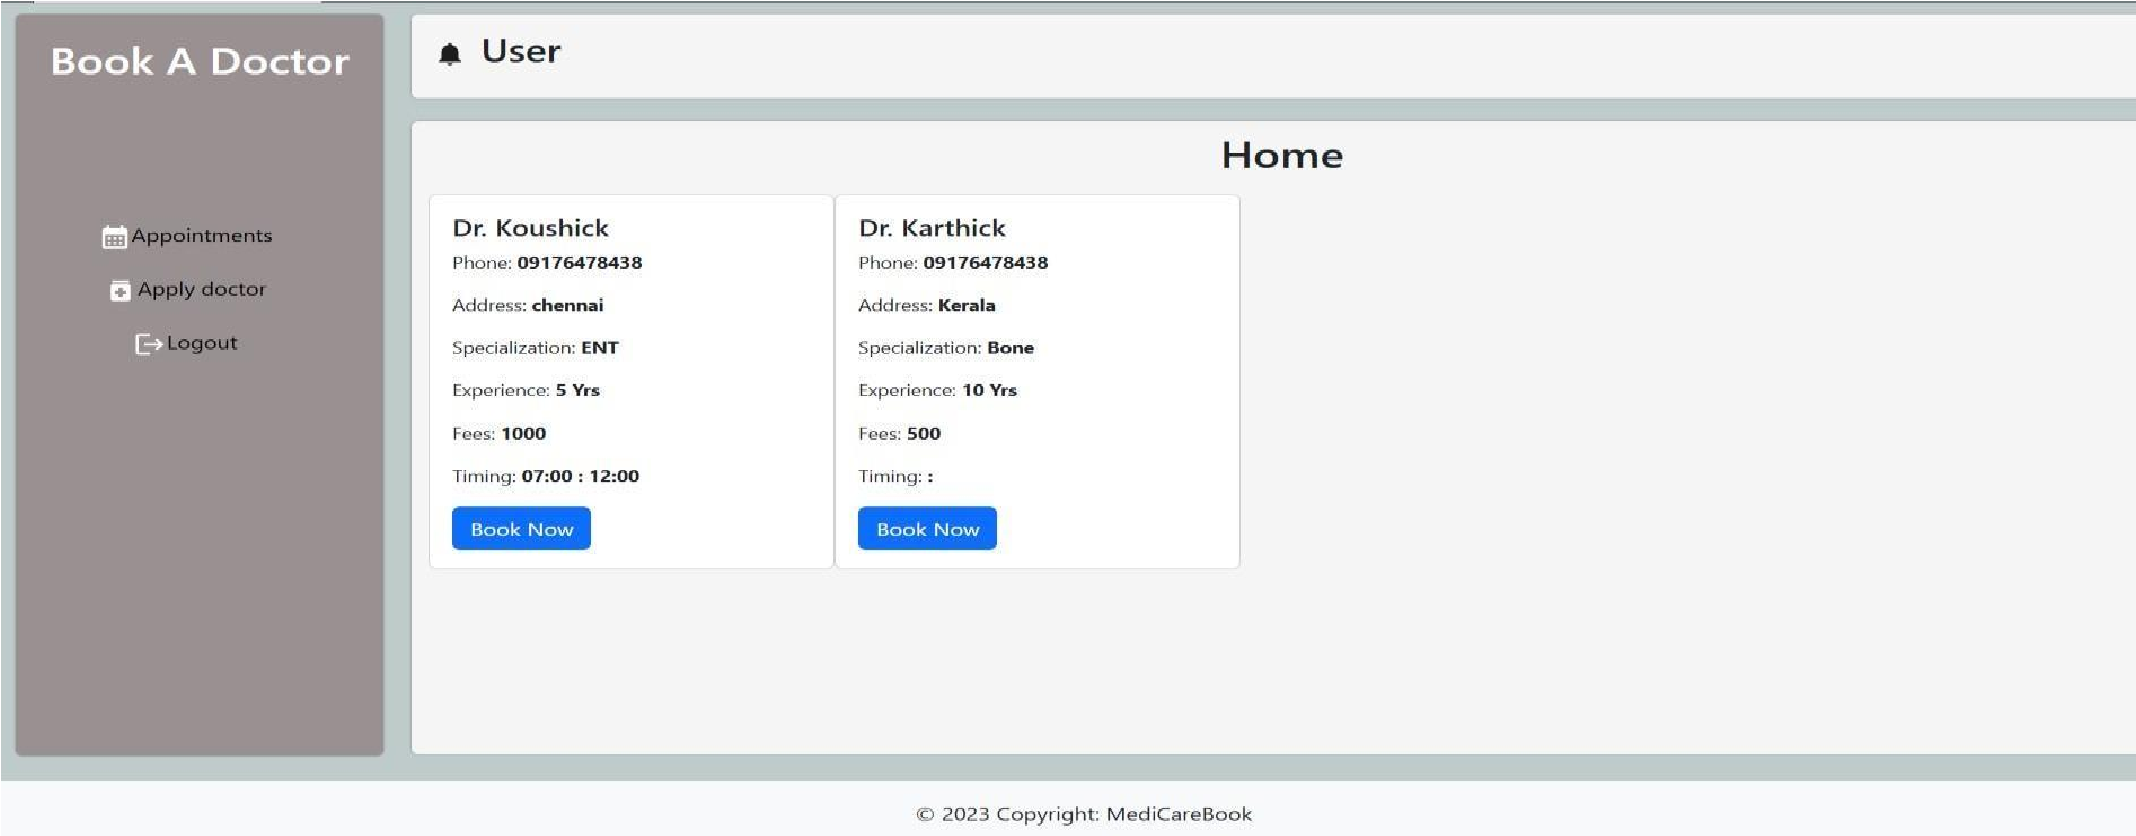 Book A Doctor
Appointments
Apply doctor
Logout
User
Home
Dr. Koushick
Phone: 09176478438
Address: chennai
Specialization: ENT
Experience: 5 Yrs
Fees: 1000
Timing: 07:00 : 12:00
Book Now
Dr. Karthick
Phone: 09176478438
Address: Kerala
Specialization: Bone
Experience: 10 Yrs
Fees: 500
Timing: :
Book Now
© 2023 Copyright: MediCareBook